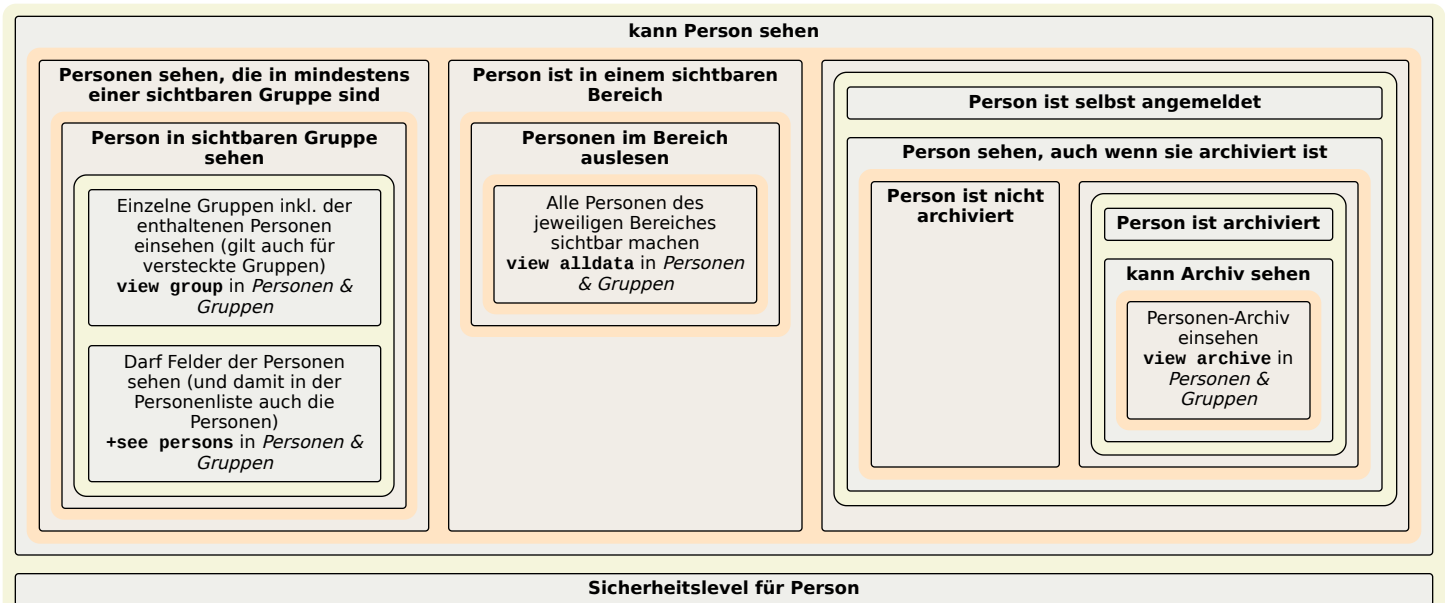 kann Person sehen
Personen sehen, die in mindestens
einer sichtbaren Gruppe sind
Person in sichtbaren Gruppe
sehen
Einzelne Gruppen inkl. der
enthaltenen Personen
einsehen (gilt auch für
versteckte Gruppen)
view group in Personen &
Gruppen
Darf Felder der Personen
sehen (und damit in der
Personenliste auch die
Personen)
+see persons in Personen &
Gruppen
Person ist in einem sichtbaren
Bereich
Personen im Bereich
auslesen
Alle Personen des
jeweiligen Bereiches
sichtbar machen
view alldata in Personen
& Gruppen
Person ist selbst angemeldet
Person sehen, auch wenn sie archiviert ist
Person ist nicht
archiviert
Person ist archiviert
kann Archiv sehen
Personen-Archiv
einsehen
view archive in
Personen &
Gruppen
Sicherheitslevel für Person